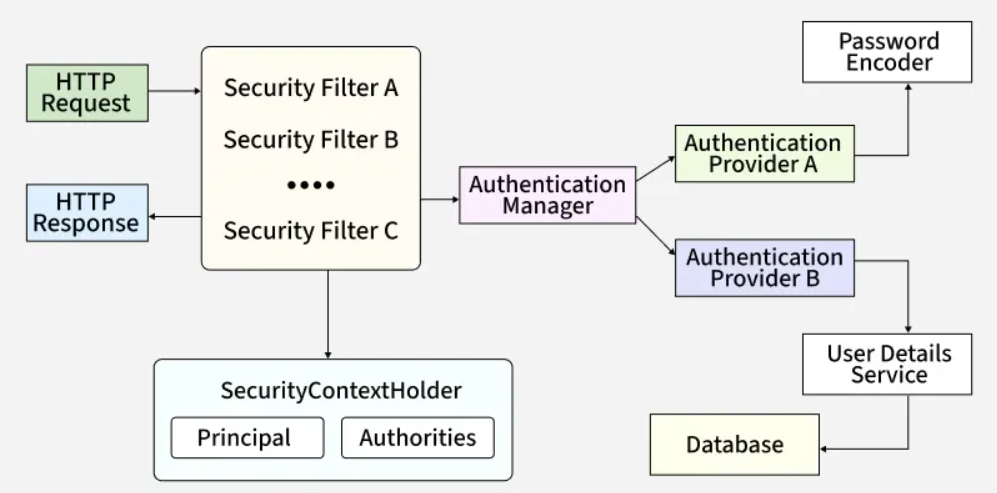 HTTP
Request
HTTP
Response
Security Filter A
Security Filter B
••••
Security Filter C
Authentication
Manager
Authentication
Provider A
Authentication
Provider B
Password
Encoder
User Details
Service
Database
SecurityContextHolder
Principal
Authorities